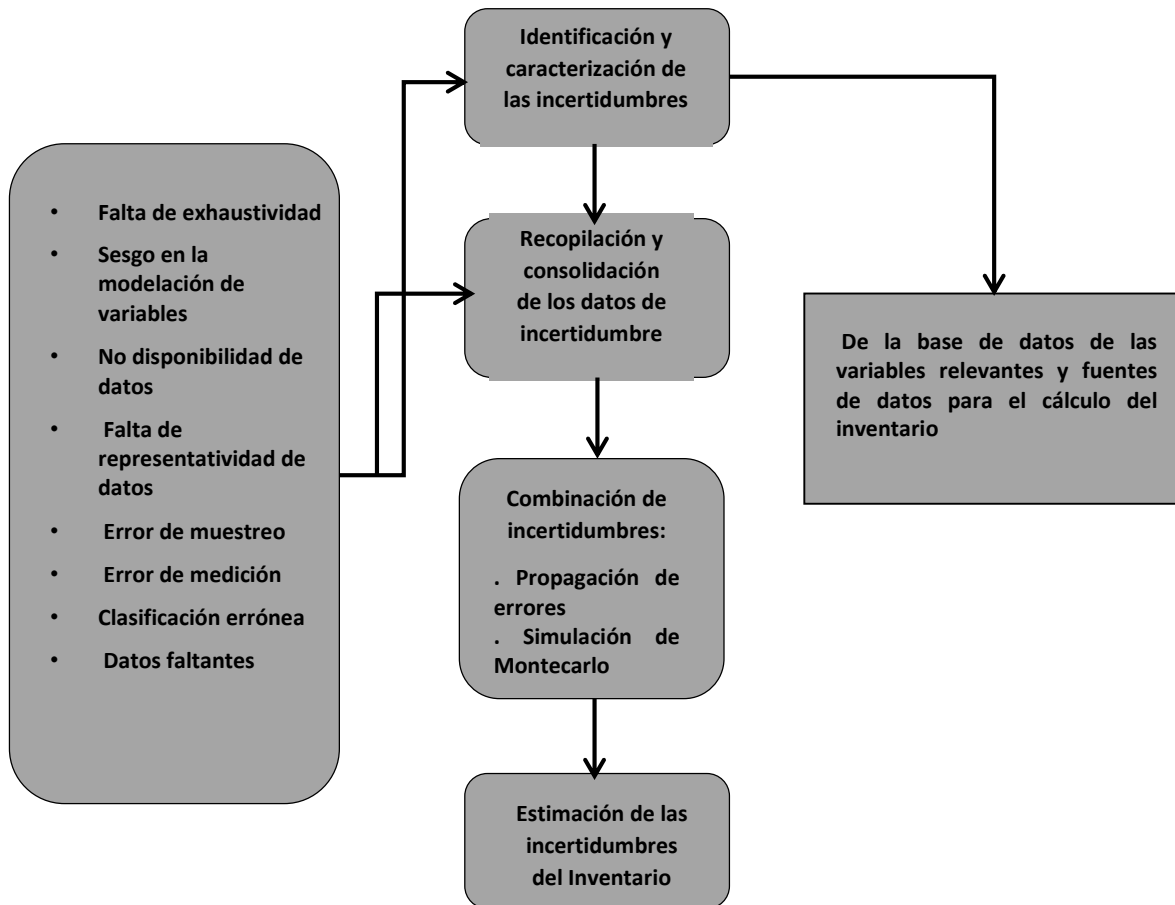 Identificación y
caracterización de
las incertidumbres
• Falta de exhaustividad
• Sesgo en la
modelación de
variables
• No disponibilidad de
datos
• Falta de
representatividad de
datos
• Error de muestreo
• Error de medición
• Clasificación errónea
• Datos faltantes
Recopilación y
consolidación
de los datos de
incertidumbre
De la base de datos de las
variables relevantes y fuentes
de datos para el cálculo del
inventario
Combinación de
incertidumbres:
. Propagación de
errores
. Simulación de
Montecarlo
Estimación de las
incertidumbres
del Inventario